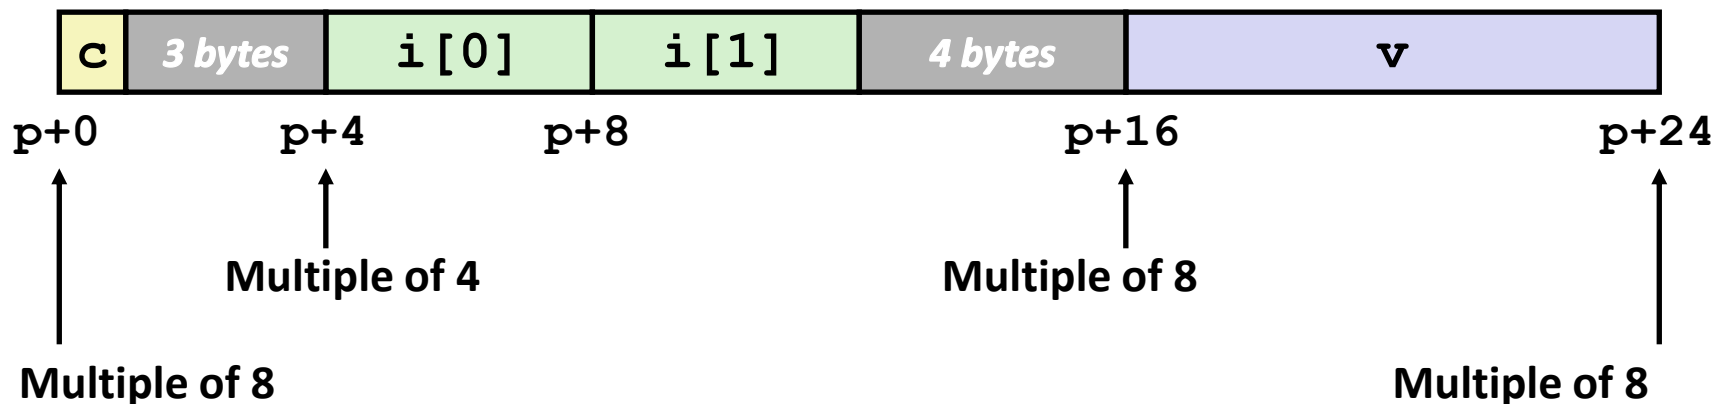 c 3 bytes i[0] i[1] 4 bytes v
p+0 p+4 p+8 p+16 p+24
Multiple of 4 Multiple of 8
Multiple of 8 Multiple of 8